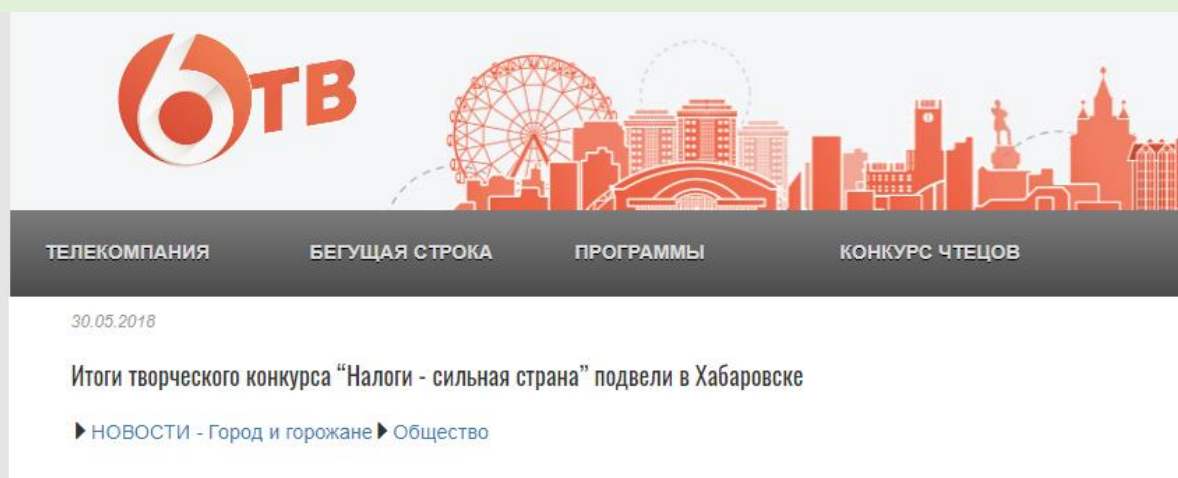 6ТВ
ТЕЛЕКОМПАНИЯ БЕГУЩАЯ СТРОКА ПРОГРАММЫ КОНКУРС ЧТЕЦОВ
30.05.2018
Итоги творческого конкурса “Налоги - сильная страна” подвели в Хабаровске
НОВОСТИ - Город и горожане Общество